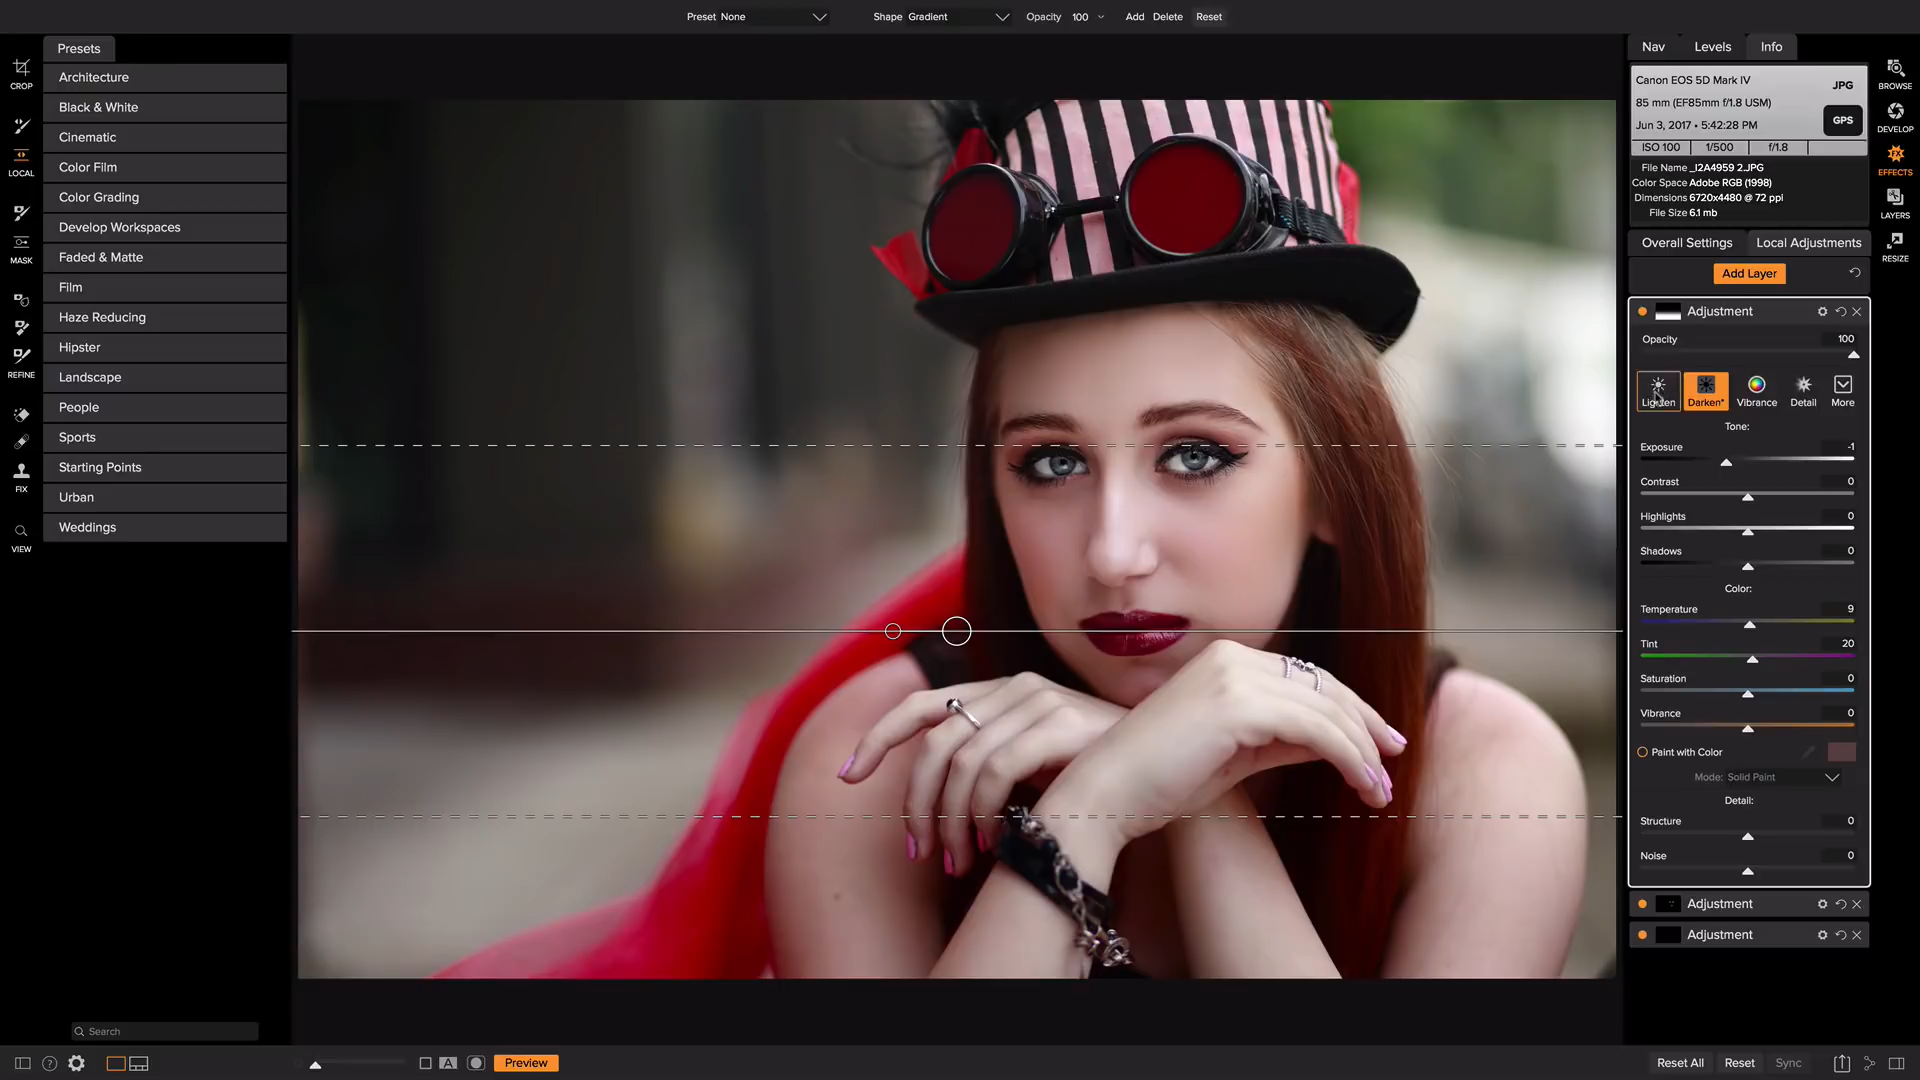 Preset None
Shape Gradient
Opacity 100
Add Delete Reset
Presets
Architecture
Black & White
Cinematic
Color Film
Color Grading
Develop Workspaces
Faded & Matte
Film
Haze Reducing
Hipster
Landscape
People
Sports
Starting Points
Urban
Weddings
Search
CROP
LOCAL
MASK
REFINE
FIX
VIEW
Preview
Nav Levels Info
Canon EOS 5D Mark IV
JPG
85 mm (EF85mm f/1.8 USM)
Jun 3, 2017 • 5:42:28 PM
GPS
ISO 100 1/500 f/1.8
File Name _I2A4959 2.JPG
Color Space Adobe RGB (1998)
Dimensions 6720x4480 @ 72 ppi
File Size 6.1 mb
Overall Settings Local Adjustments
Add Layer
Adjustment
Opacity 100
Lighten Darken* Vibrance Detail More
Tone:
Exposure -1
Contrast 0
Highlights 0
Shadows 0
Color:
Temperature 9
Tint 20
Saturation 0
Vibrance 0
Paint with Color
Mode: Solid Paint
Detail:
Structure 0
Noise 0
Adjustment
Adjustment
Reset All Reset Sync
BROWSE
DEVELOP
FX
EFFECTS
LAYERS
RESIZE
? A